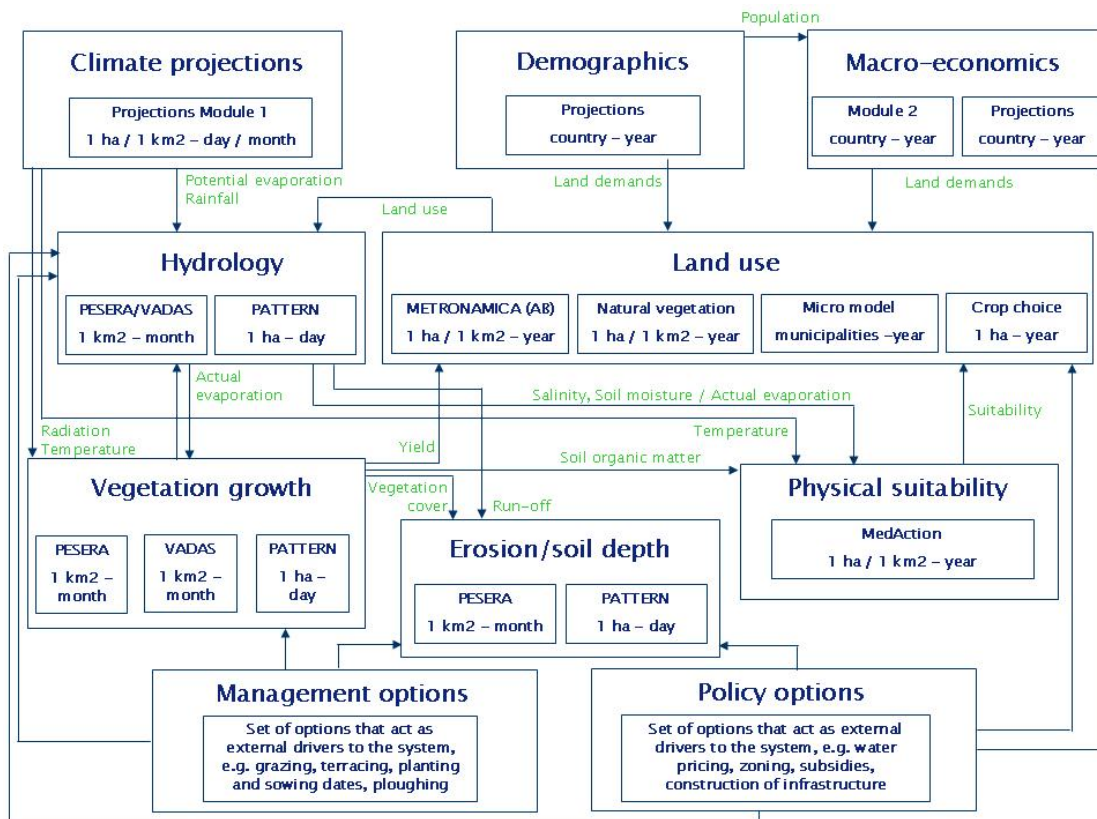 Population
Climate projections
Projections Module 1
1 ha / 1 km2 – day / month
Demographics
Projections
country – year
Macro-economics
Module 2
country – year
Projections
country – year
Potential evaporation
Rainfall
Land use
Land demands
Land demands
Hydrology
PESERA/VADAS
1 km2 – month
PATTERN
1 ha – day
Land use
METRONAMICA (AB)
1 ha / 1 km2 – year
Natural vegetation
1 ha / 1 km2 – year
Micro model
municipalities –year
Crop choice
1 ha – year
Actual
evaporation
Salinity, Soil moisture / Actual evaporation
Suitability
Radiation
Temperature
Yield
Temperature
Soil organic matter
Vegetation growth
PESERA
1 km2 –
month
VADAS
1 km2 –
month
PATTERN
1 ha –
day
Vegetation
cover
Run-off
Erosion/soil depth
PESERA
1 km2 – month
PATTERN
1 ha – day
Physical suitability
MedAction
1 ha / 1 km2 – year
Management options
Set of options that act as
external drivers to the system,
e.g. grazing, terracing, planting
and sowing dates, ploughing
Policy options
Set of options that act as external
drivers to the system, e.g. water
pricing, zoning, subsidies,
construction of infrastructure